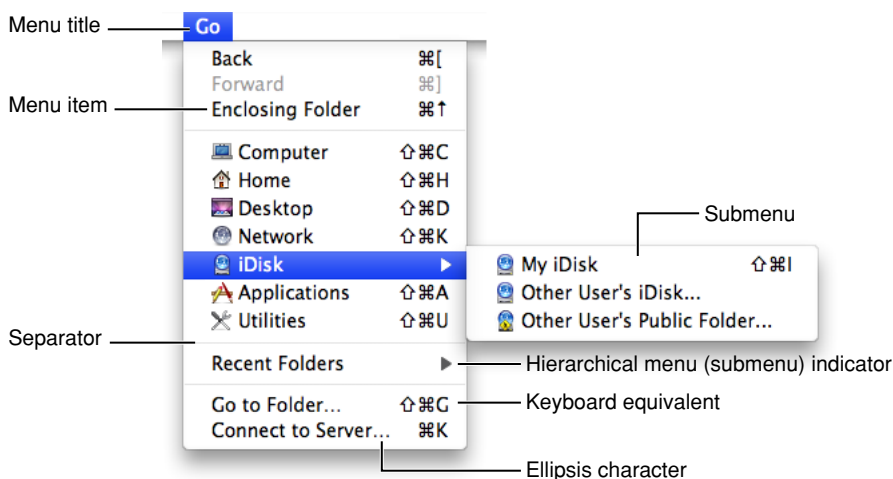 Menu title
Go
Back ⌘[
Forward ⌘]
Menu item
Enclosing Folder ⌘↑
Computer ⇧⌘C
Home ⇧⌘H
Desktop ⇧⌘D
Submenu
Network ⇧⌘K
iDisk ▶
My iDisk ⇧⌘I
Applications ⇧⌘A
Other User's iDisk...
Utilities ⇧⌘U
Other User's Public Folder...
Separator
Recent Folders ▶
Hierarchical menu (submenu) indicator
Go to Folder... ⇧⌘G
Keyboard equivalent
Connect to Server... ⌘K
Ellipsis character